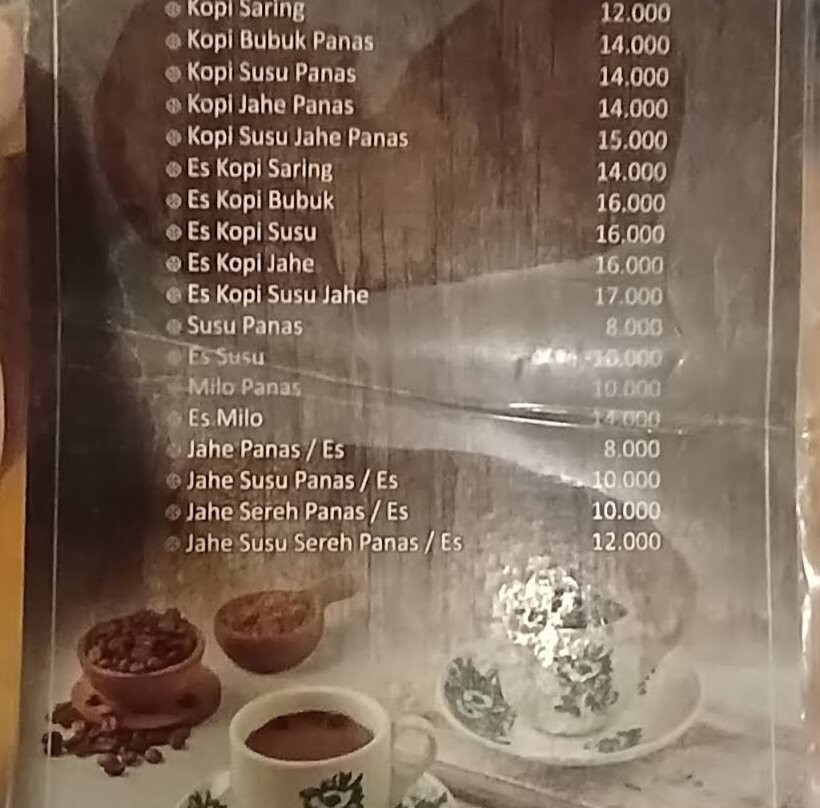 Kopi Saring 12.000
Kopi Bubuk Panas 14.000
Kopi Susu Panas 14.000
Kopi Jahe Panas 14.000
Kopi Susu Jahe Panas 15.000
Es Kopi Saring 14.000
Es Kopi Bubuk 16.000
Es Kopi Susu 16.000
Es Kopi Jahe 16.000
Es Kopi Susu Jahe 17.000
Susu Panas 8.000
Es Susu 10.000
Milo Panas 10.000
Es Milo 14.000
Jahe Panas / Es 8.000
Jahe Susu Panas / Es 10.000
Jahe Sereh Panas / Es 10.000
Jahe Susu Sereh Panas / Es 12.000